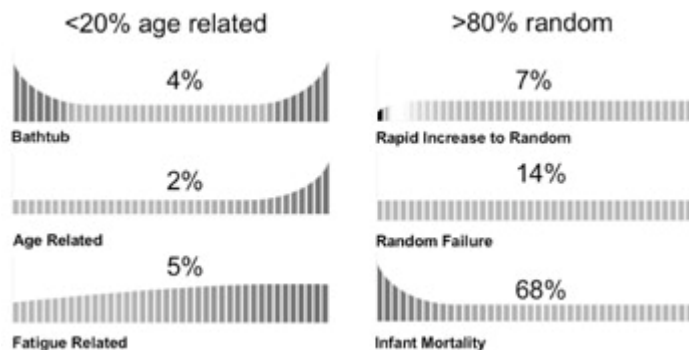 <20% age related
4%
Bathtub
2%
Age Related
5%
Fatigue Related
>80% random
7%
Rapid Increase to Random
14%
Random Failure
68%
Infant Mortality